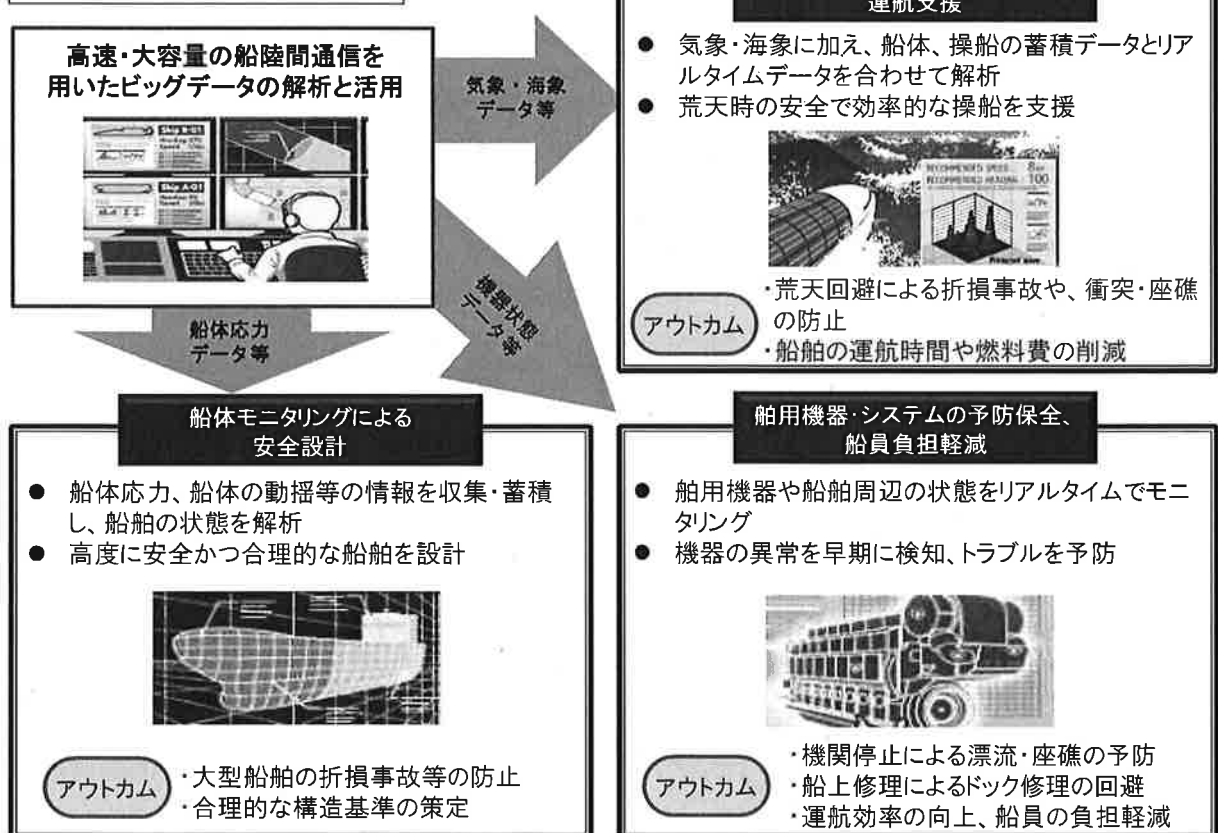 運航支援
高速・大容量の船陸間通信を
用いたビッグデータの解析と活用
気象・海象
データ等
● 気象・海象に加え、船体、操船の蓄積データとリア
ルタイムデータを合わせて解析
● 荒天時の安全で効率的な操船を支援
Ship B-01
Ship A-01
RECOMMENDED SPEED
RECOMMENDED HEADING 100
アウトカム
・荒天回避による折損事故や、衝突・座礁
の防止
・船舶の運航時間や燃料費の削減
機器状態
データ等
船体応力
データ等
船体モニタリングによる
安全設計
● 船体応力、船体の動揺等の情報を収集・蓄積
し、船舶の状態を解析
● 高度に安全かつ合理的な船舶を設計
アウトカム
・大型船舶の折損事故等の防止
・合理的な構造基準の策定
舶用機器・システムの予防保全、
船員負担軽減
● 舶用機器や船舶周辺の状態をリアルタイムでモニ
タリング
● 機器の異常を早期に検知、トラブルを予防
アウトカム
・機関停止による漂流・座礁の予防
・船上修理によるドック修理の回避
・運航効率の向上、船員の負担軽減